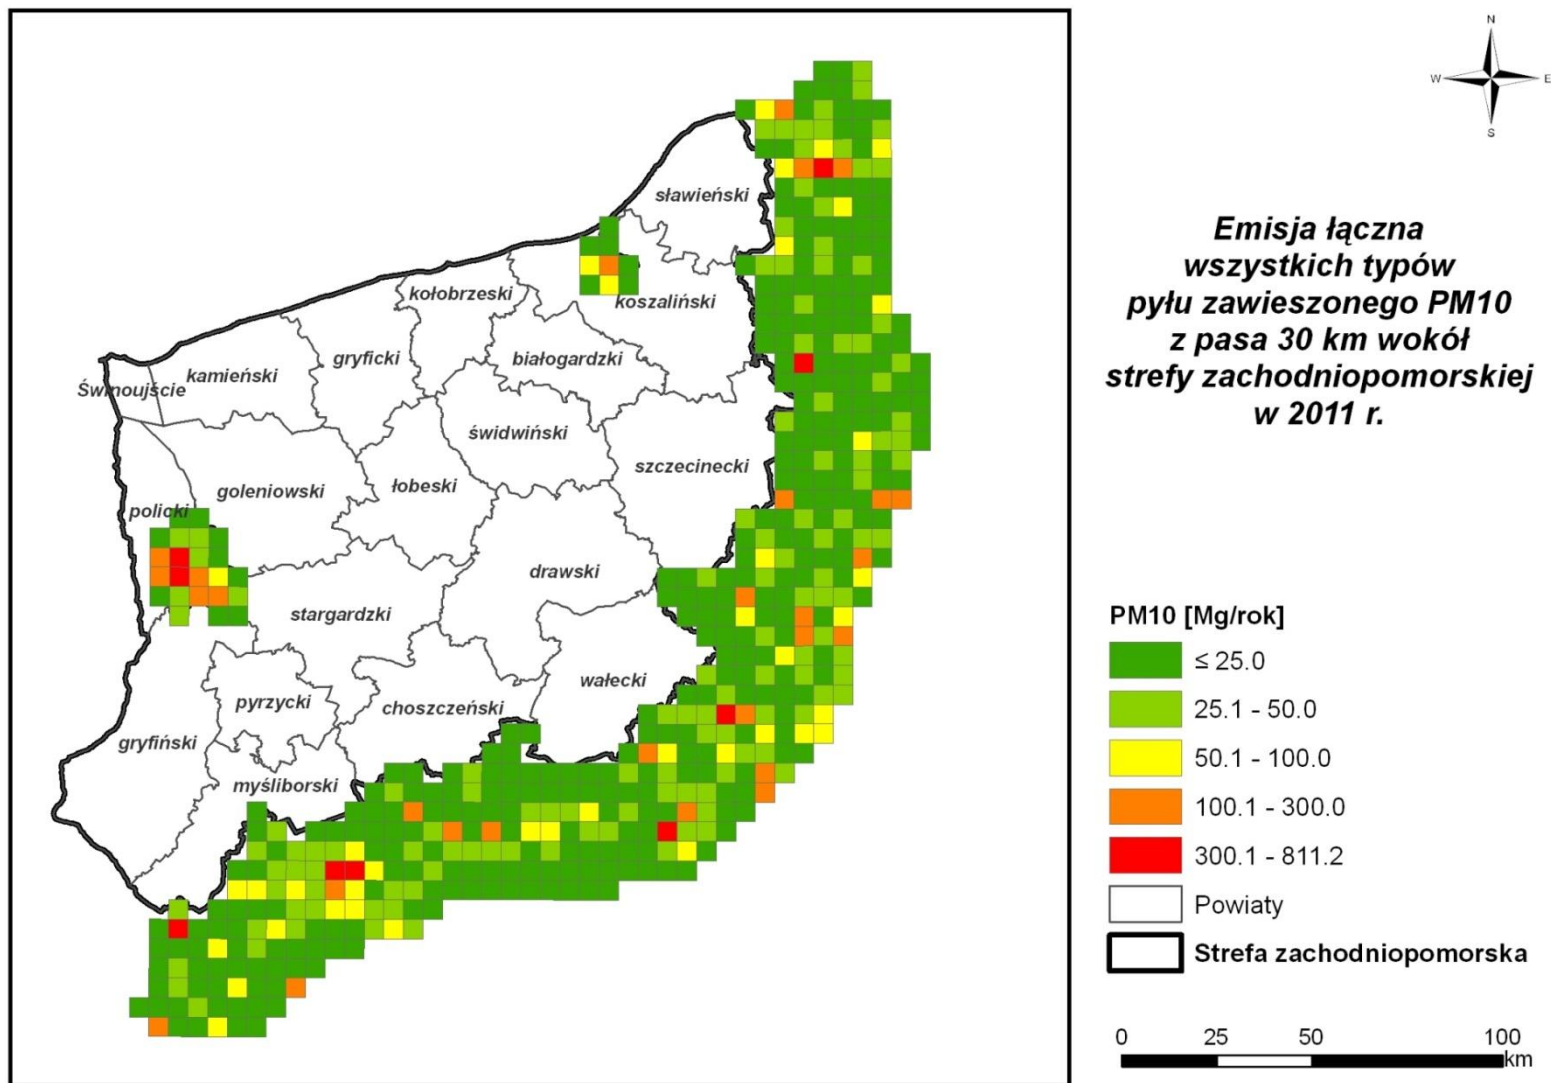 N
W
E
S
Emisja łączna
wszystkich typów
pyłu zawieszonego PM10
z pasa 30 km wokół
strefy zachodniopomorskiej
w 2011 r.
sławieński
koszaliński
kołobrzeski
białogardzki
gryficki
kamieński
Świnoujście
świdwiński
szczecinecki
łobeski
goleniowski
policki
drawski
stargardzki
wałecki
choszczeński
pyrzycki
gryfiński
myśliborski
PM10 [Mg/rok]
≤ 25.0
25.1 - 50.0
50.1 - 100.0
100.1 - 300.0
300.1 - 811.2
Powiaty
Strefa zachodniopomorska
0 25 50 100
km